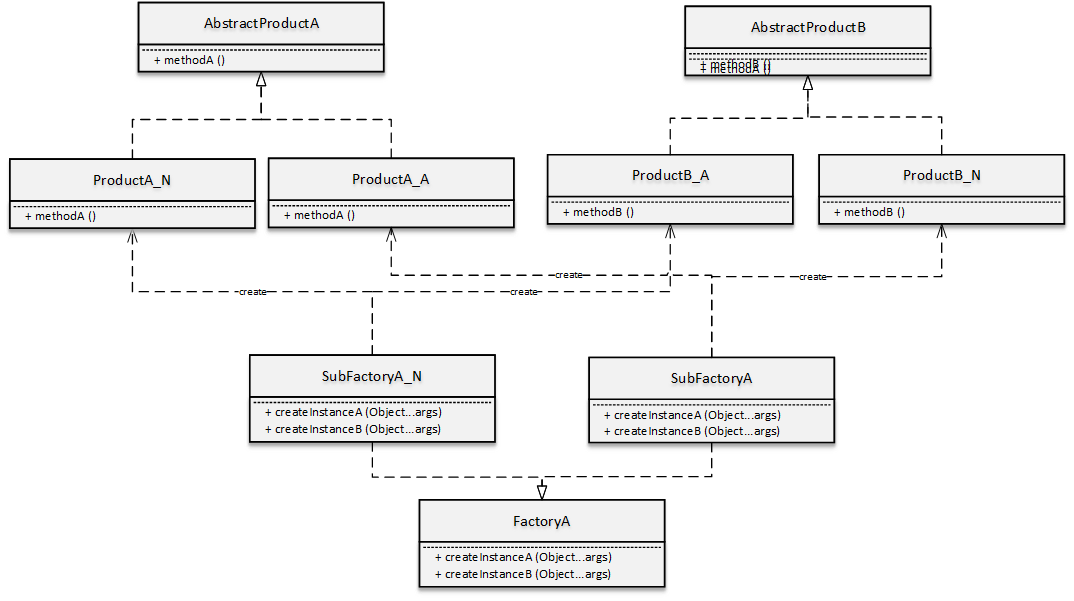 AbstractProductA
+ methodA ()
AbstractProductB
+ methodB ()
+ methodA ()
ProductA_N
+ methodA ()
ProductA_A
+ methodA ()
ProductB_A
+ methodB ()
ProductB_N
+ methodB ()
create
create
create
create
SubFactoryA_N
+ createInstanceA (Object...args)
+ createInstanceB (Object...args)
SubFactoryA
+ createInstanceA (Object...args)
+ createInstanceB (Object...args)
FactoryA
+ createInstanceA (Object...args)
+ createInstanceB (Object...args)